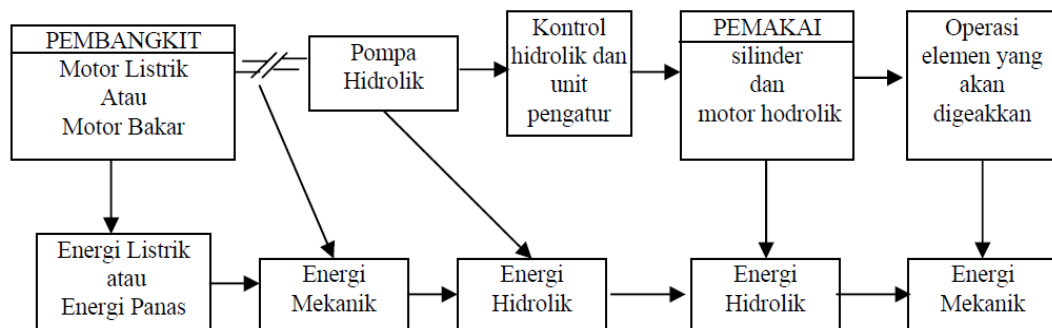 PEMBANGKIT
Motor Listrik
Atau
Motor Bakar
Pompa
Hidrolik
Kontrol
hidrolik dan
unit
pengatur
PEMAKAI
silinder
dan
motor hodrolik
Operasi
elemen yang
akan
digeakkan
Energi Listrik
atau
Energi Panas
Energi
Mekanik
Energi
Hidrolik
Energi
Hidrolik
Energi
Mekanik